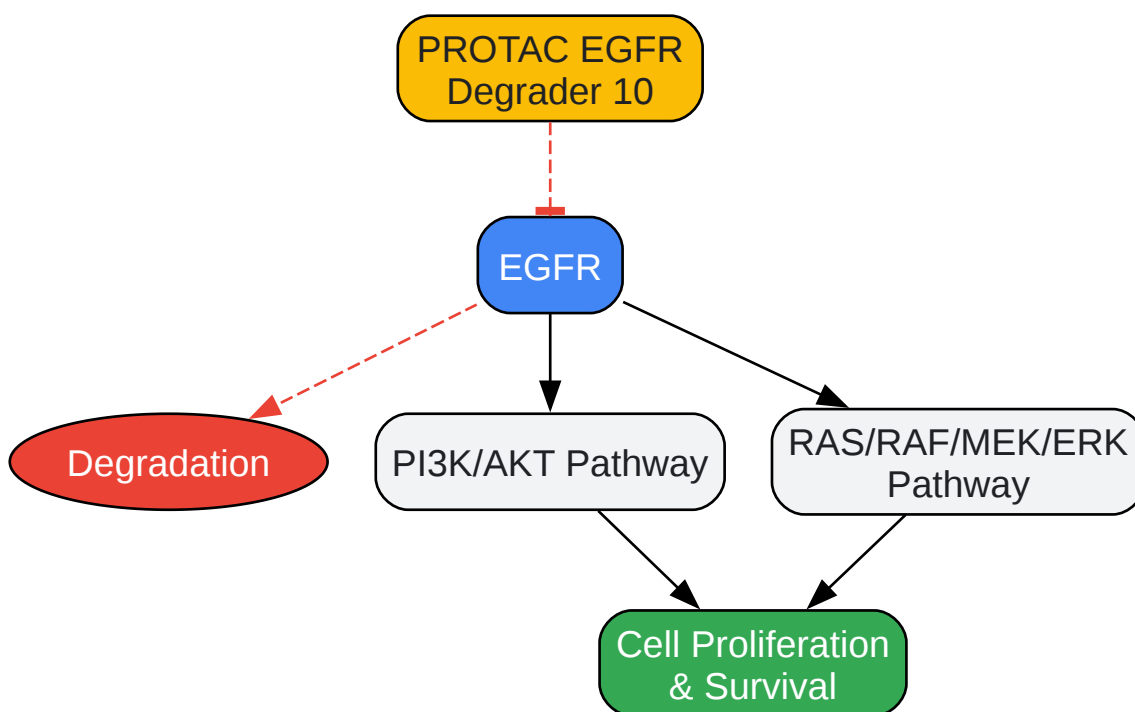 PROTAC EGFR
Degrader 10
EGFR
Degradation
PI3K/AKT Pathway
RAS/RAF/MEK/ERK
Pathway
Cell Proliferation
& Survival